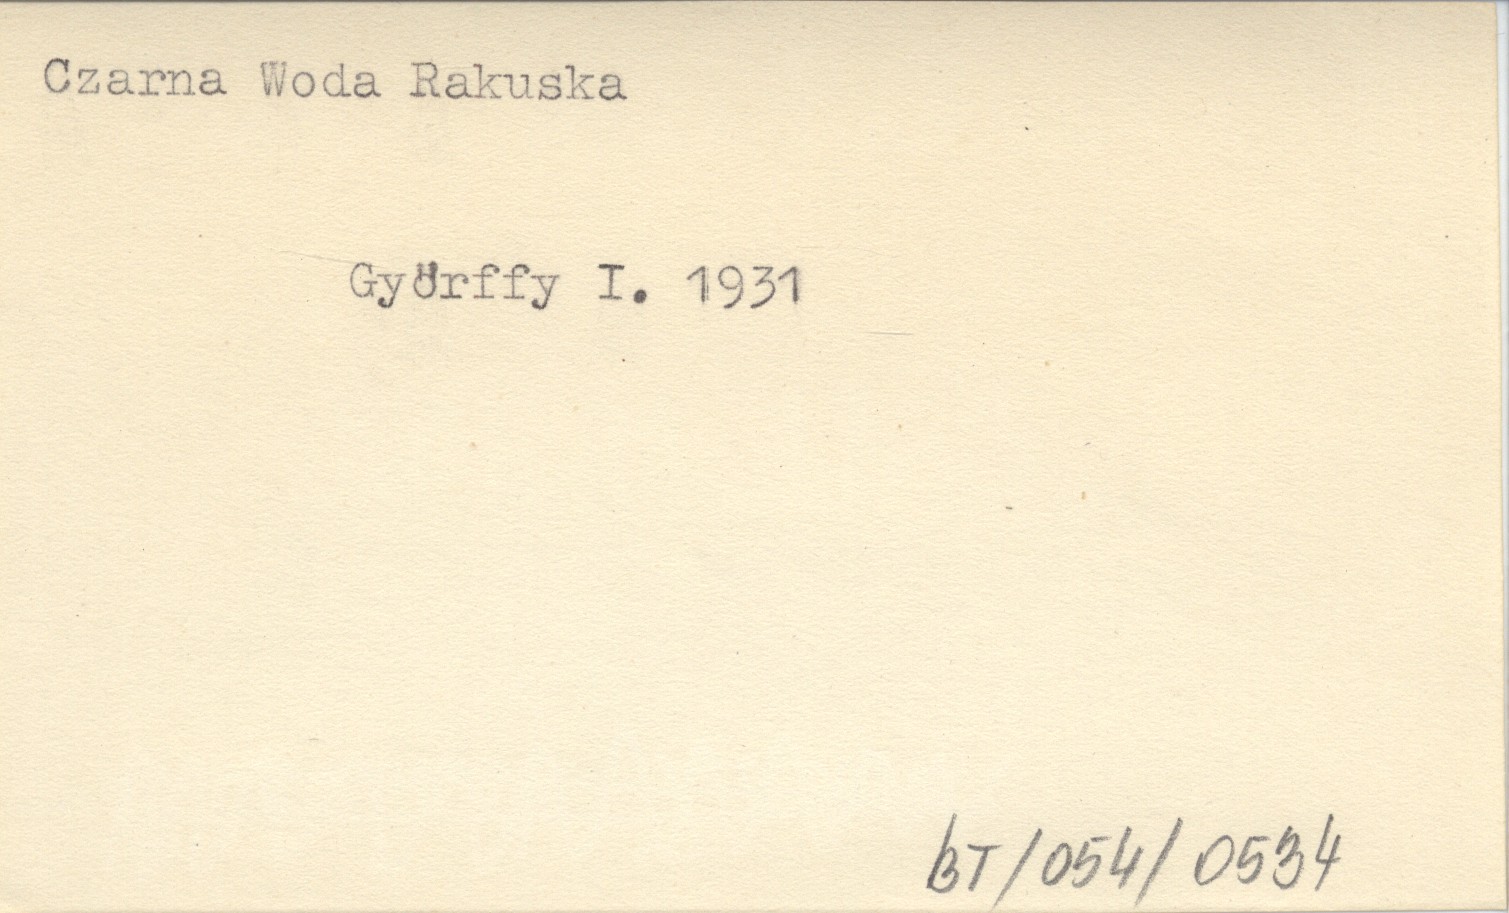 Czarna Woda Rakuska
Györffy I. 1931
BT/054/0534